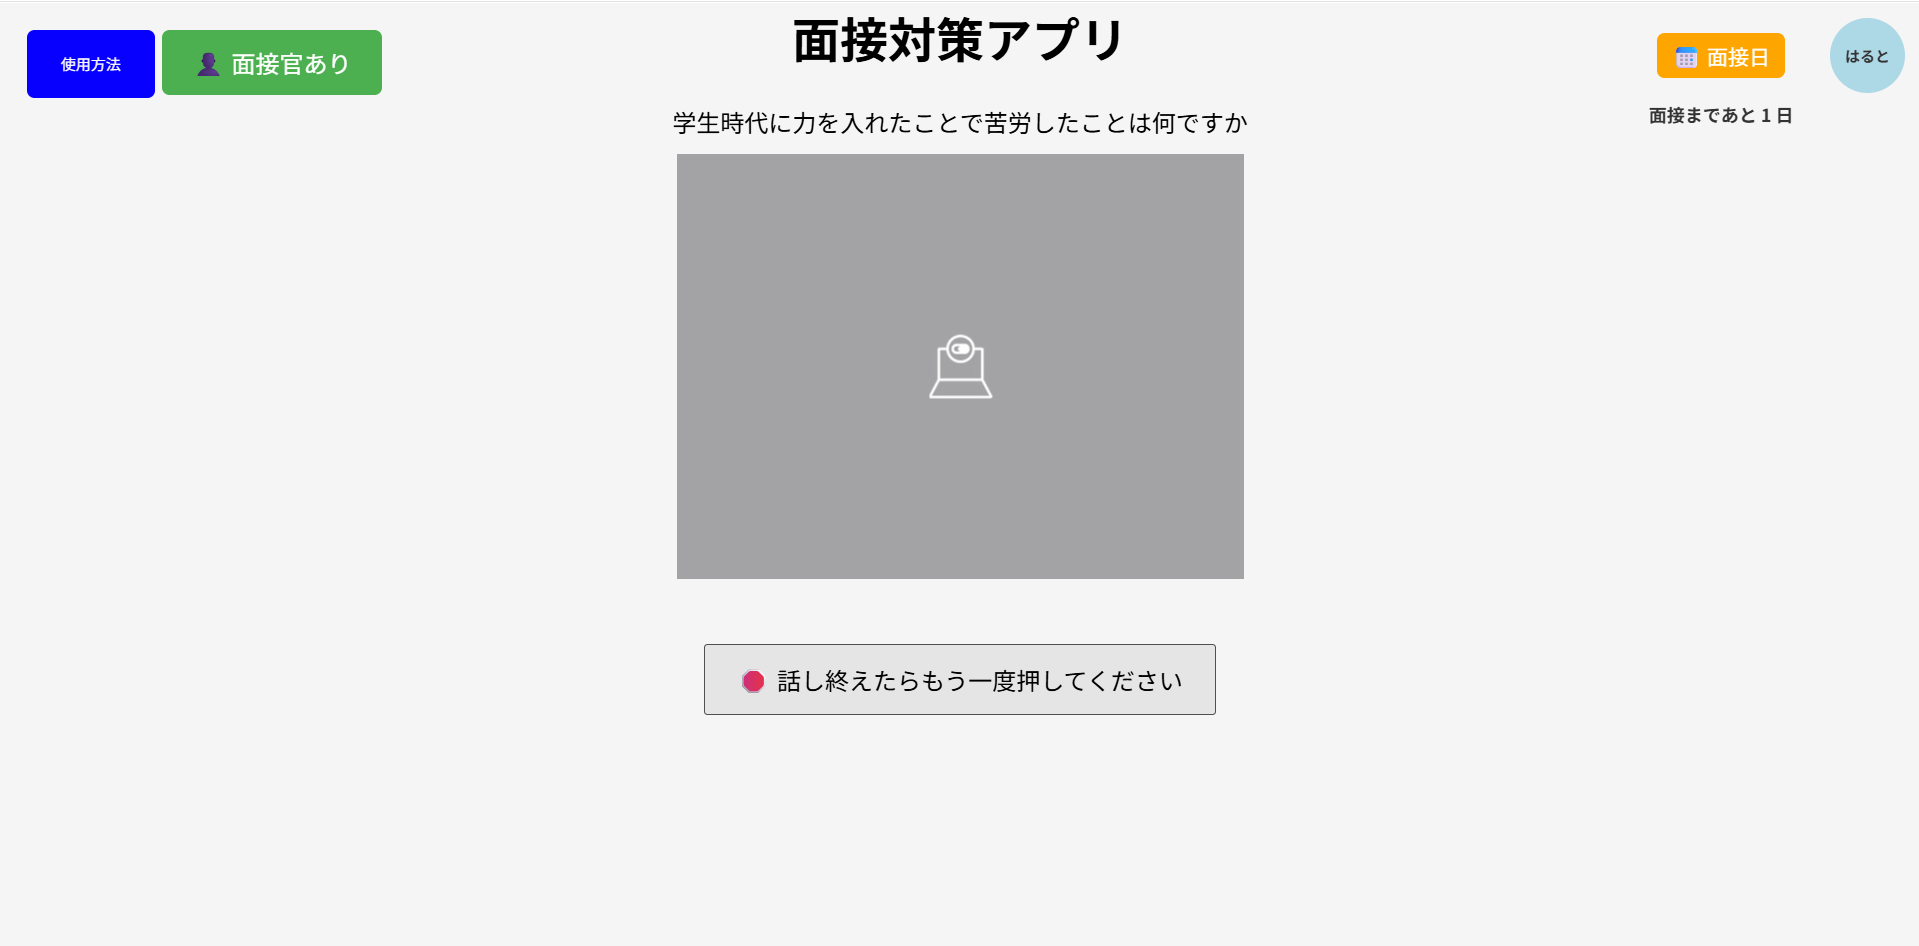 面接対策アプリ
使用方法
面接官あり
面接日
はると
面接まであと 1 日
学生時代に力を入れたことで苦労したことは何ですか
話し終えたらもう一度押してください